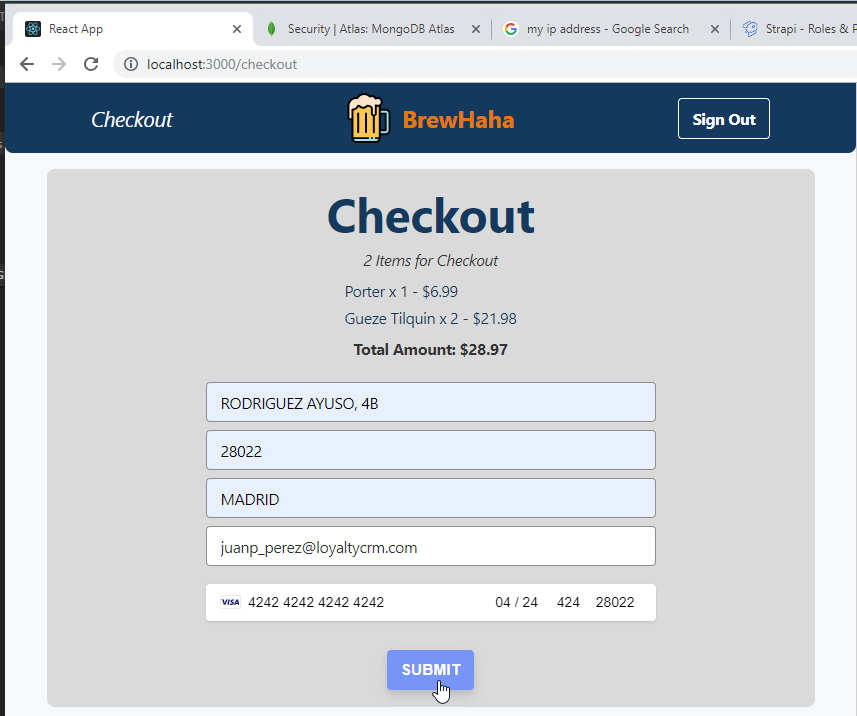 React App
Security | Atlas: MongoDB Atlas
my ip address - Google Search
Strapi - Roles & P
localhost:3000/checkout
Checkout
BrewHaha
Sign Out
Checkout
2 Items for Checkout
Porter x 1 - $6.99
Gueze Tilquin x 2 - $21.98
Total Amount: $28.97
RODRIGUEZ AYUSO, 4B
28022
MADRID
juanp_perez@loyaltycrm.com
VISA 4242 4242 4242 4242 04 / 24 424 28022
SUBMIT